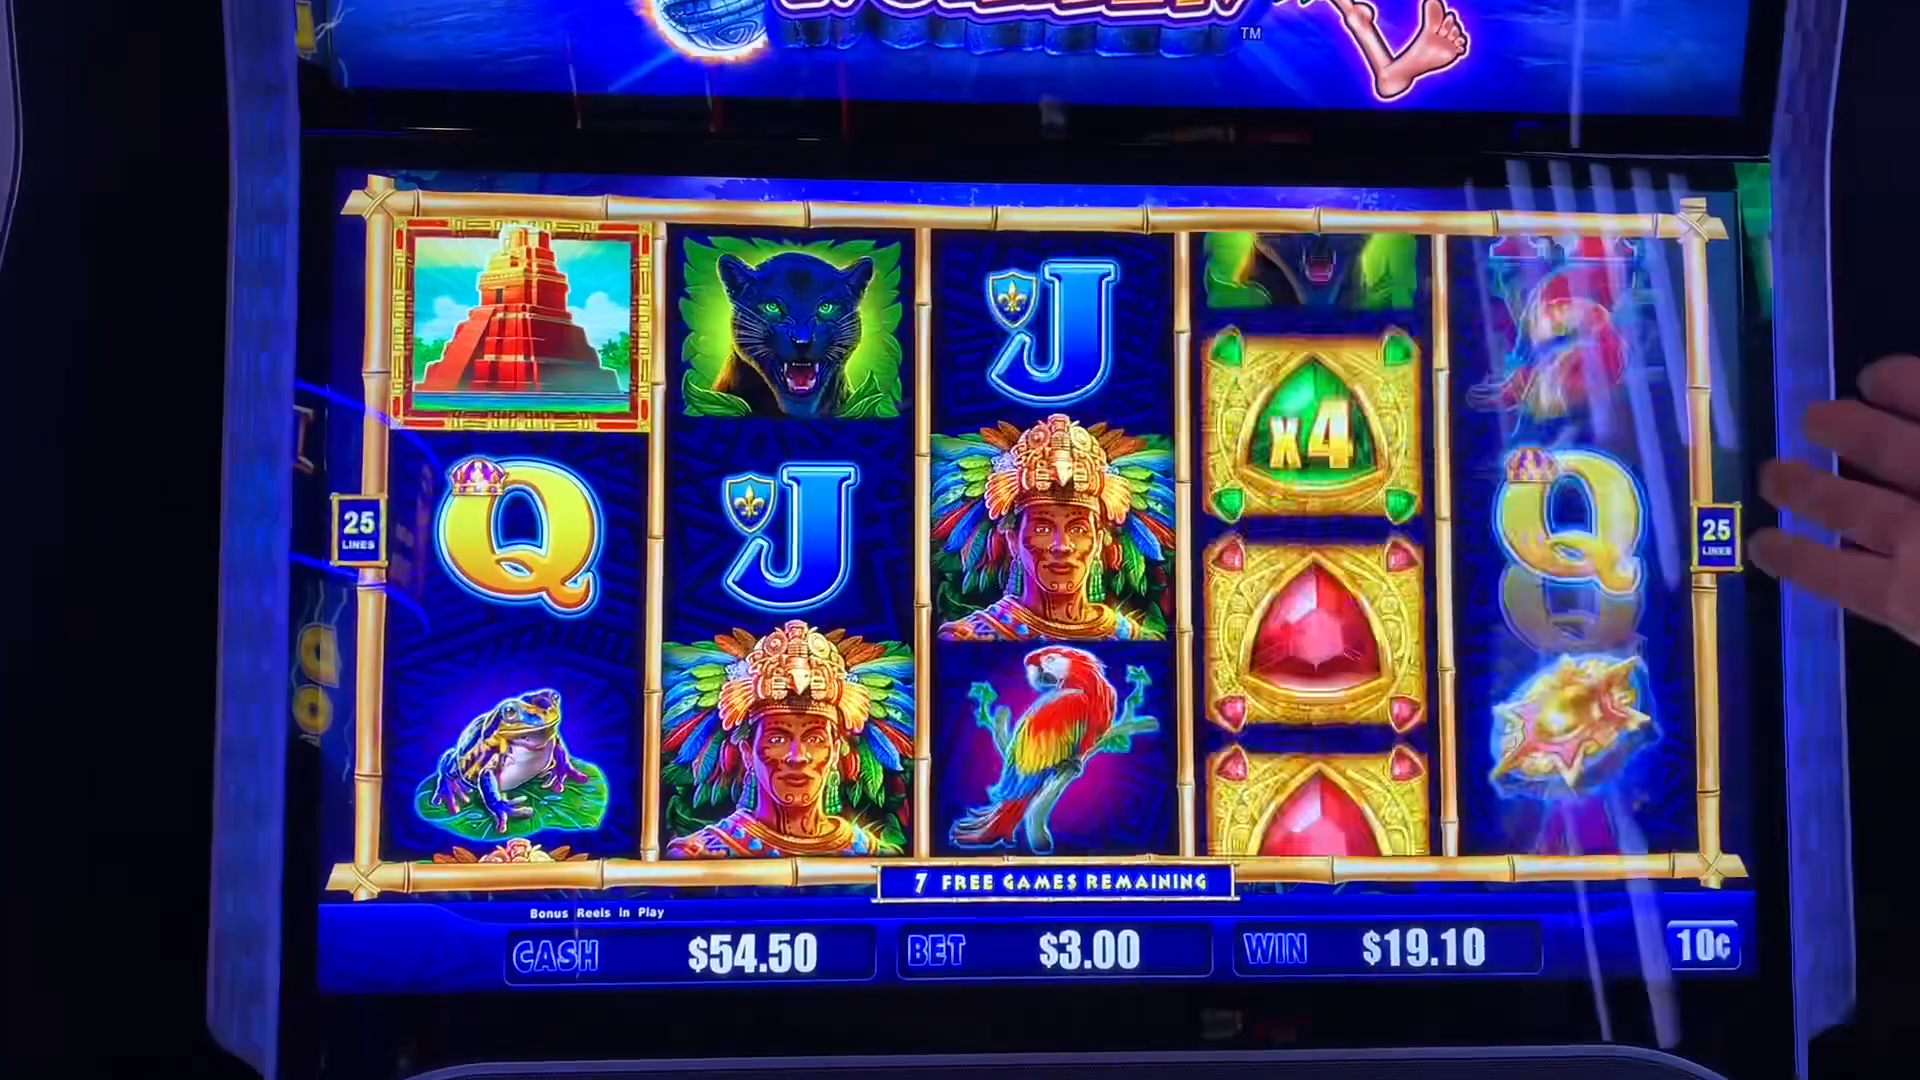 ™
J
x4
Q
J
Q
25
LINES
25
LINES
7 FREE GAMES REMAINING
Bonus Reels in Play
CASH $54.50 BET $3.00 WIN $19.10 10¢